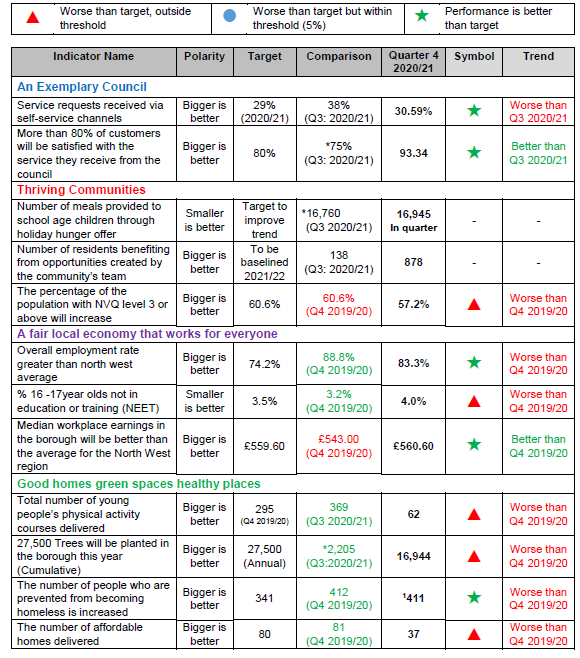 Worse than target, outside threshold
Worse than target but within threshold (5%)
Performance is better than target
Indicator Name Polarity Target Comparison Quarter 4 2020/21 Symbol Trend
An Exemplary Council
Service requests received via self-service channels Bigger is better 29% (2020/21) 38% (Q3: 2020/21) 30.59% Worse than Q3 2020/21
More than 80% of customers will be satisfied with the service they receive from the council Bigger is better 80% *75% (Q3: 2020/21) 93.34 Better than Q3 2020/21
Thriving Communities
Number of meals provided to school age children through holiday hunger offer Smaller is better Target to improve trend *16,760 (Q3 2020/21) 16,945 In quarter - -
Number of residents benefiting from opportunities created by the community's team Bigger is better To be baselined 2021/22 138 (Q3: 2020/21) 878 - -
The percentage of the population with NVQ level 3 or above will increase Bigger is better 60.6% 60.6% (Q4 2019/20) 57.2% Worse than Q4 2019/20
A fair local economy that works for everyone
Overall employment rate greater than north west average Bigger is better 74.2% 88.8% (Q4 2019/20) 83.3% Worse than Q4 2019/20
% 16 -17year olds not in education or training (NEET) Smaller is better 3.5% 3.2% (Q4 2019/20) 4.0% Worse than Q4 2019/20
Median workplace earnings in the borough will be better than the average for the North West region Bigger is better £559.60 £543.00 (Q4 2019/20) £560.60 Better than Q4 2019/20
Good homes green spaces healthy places
Total number of young people's physical activity courses delivered Bigger is better 295 (Q4 2019/20) 369 (Q3 2020/21) 62 Worse than Q4 2019/20
27,500 Trees will be planted in the borough this year (Cumulative) Bigger is better 27,500 (Annual) *2,205 (Q3:2020/21) 16,944 Worse than Q4 2019/20
The number of people who are prevented from becoming homeless is increased Bigger is better 341 412 (Q4 2019/20) ¹411 Worse than Q4 2019/20
The number of affordable homes delivered Bigger is better 80 81 (Q4 2019/20) 37 Worse than Q4 2019/20